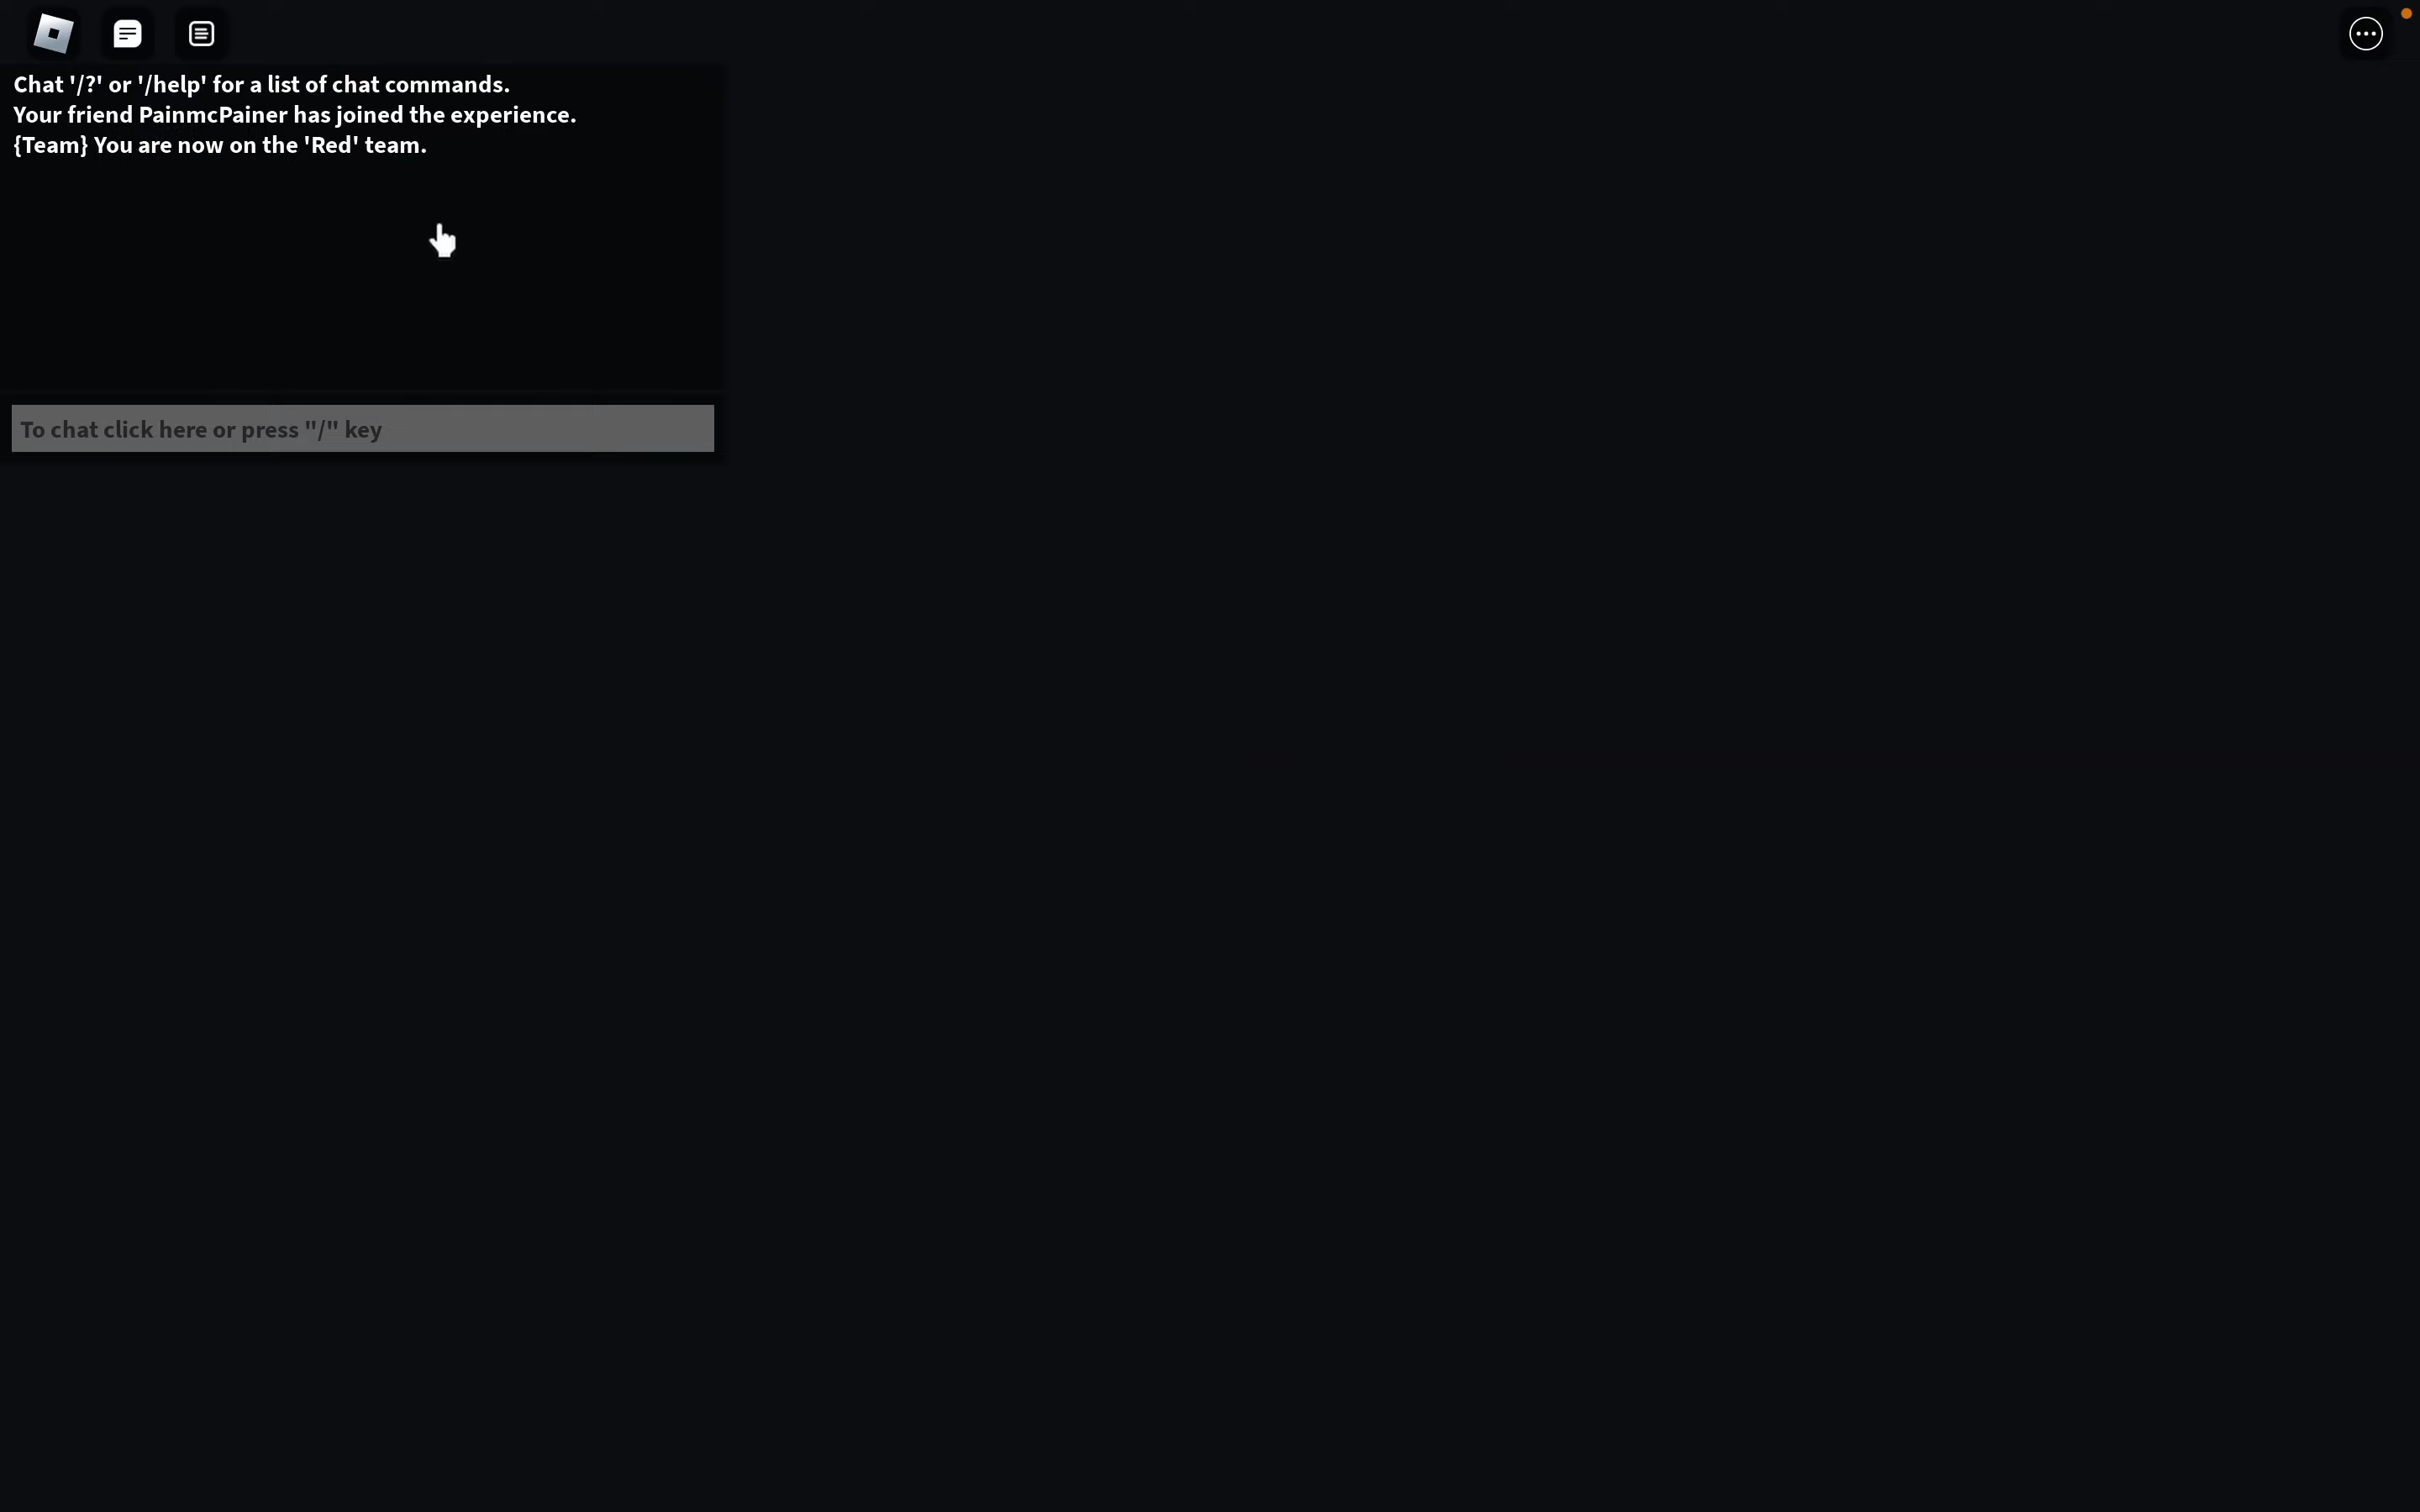 Chat '/?' or '/help' for a list of chat commands.
Your friend PainmcPainer has joined the experience.
{Team} You are now on the 'Red' team.
To chat click here or press "/" key